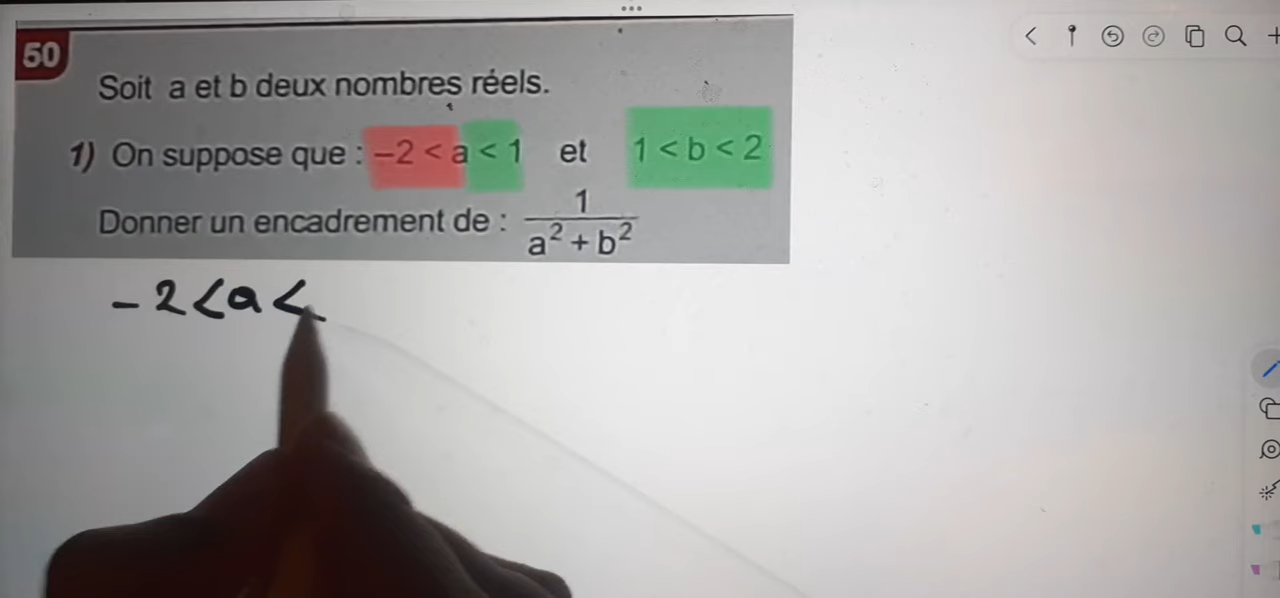 50
Soit a et b deux nombres réels.
1) On suppose que : −2 < a < 1 et 1 < b < 2
Donner un encadrement de : 1/(a² + b²)
- 2 < a <